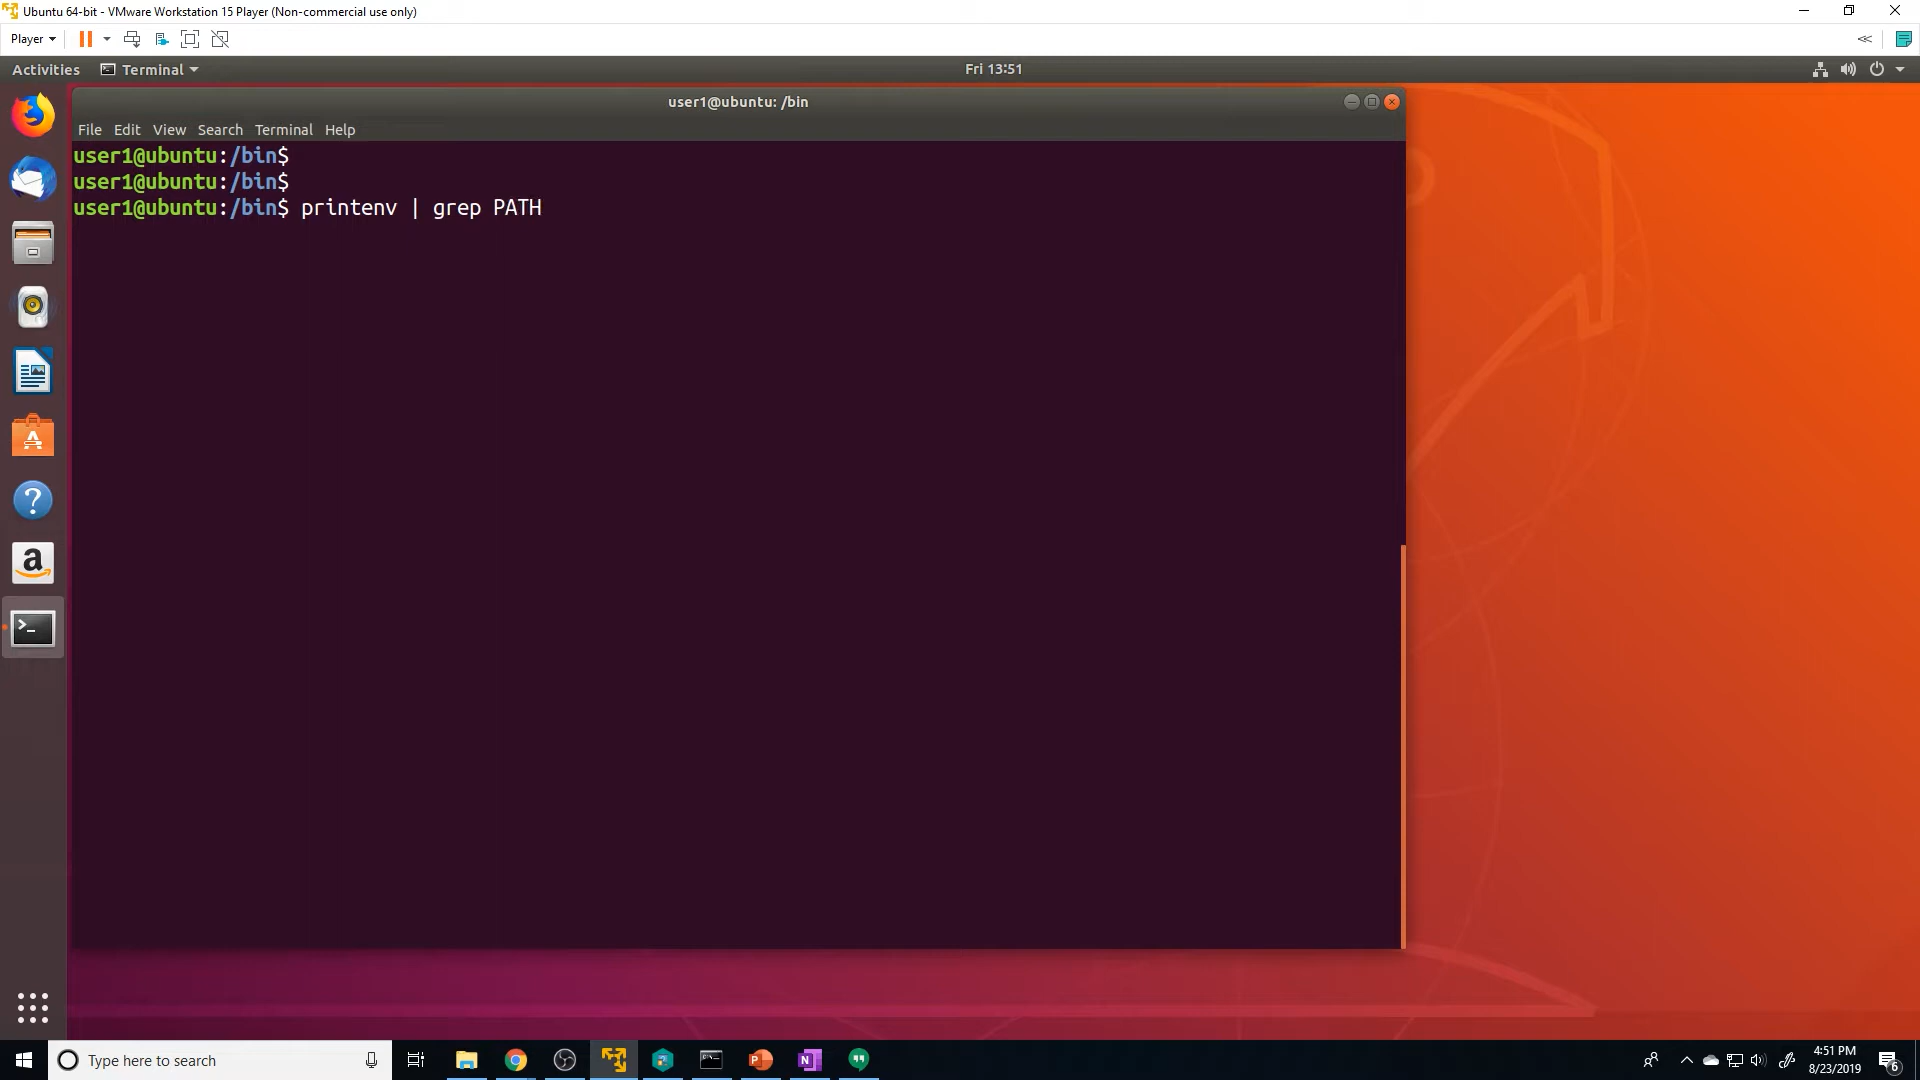 Ubuntu 64-bit - VMware Workstation 15 Player (Non-commercial use only)
Player
Activities
Terminal
Fri 13:51
user1@ubuntu: /bin
File Edit View Search Terminal Help
user1@ubuntu:/bin$
user1@ubuntu:/bin$
user1@ubuntu:/bin$ printenv | grep PATH
Type here to search
4:51 PM
8/23/2019
6